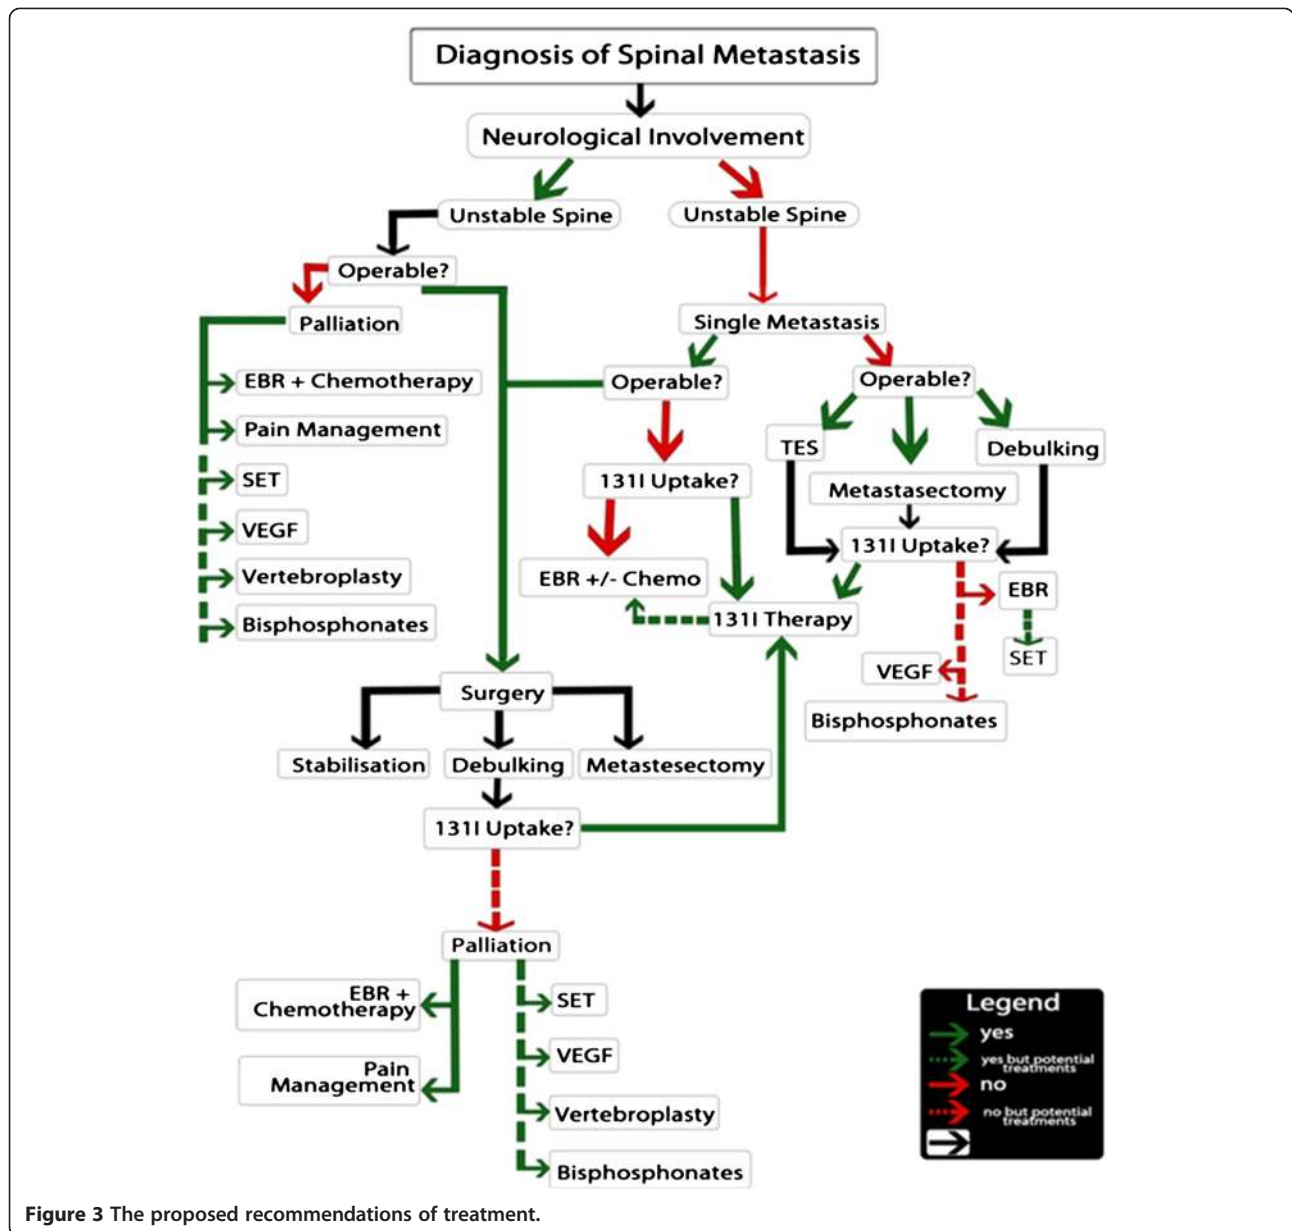 Diagnosis of Spinal Metastasis
Neurological Involvement
Unstable Spine
Unstable Spine
Operable?
Palliation
EBR + Chemotherapy
Pain Management
SET
VEGF
Vertebroplasty
Bisphosphonates
Single Metastasis
Operable?
Operable?
TES
Debulking
131I Uptake?
Metastasectomy
131I Uptake?
EBR +/- Chemo
131I Therapy
EBR
SET
VEGF
Bisphosphonates
Surgery
Stabilisation
Debulking
Metastesectomy
131I Uptake?
Palliation
EBR +
Chemotherapy
Pain
Management
SET
VEGF
Vertebroplasty
Bisphosphonates
Legend
yes
yes but potential
treatments
no
no but potential
treatments
Figure 3 The proposed recommendations of treatment.